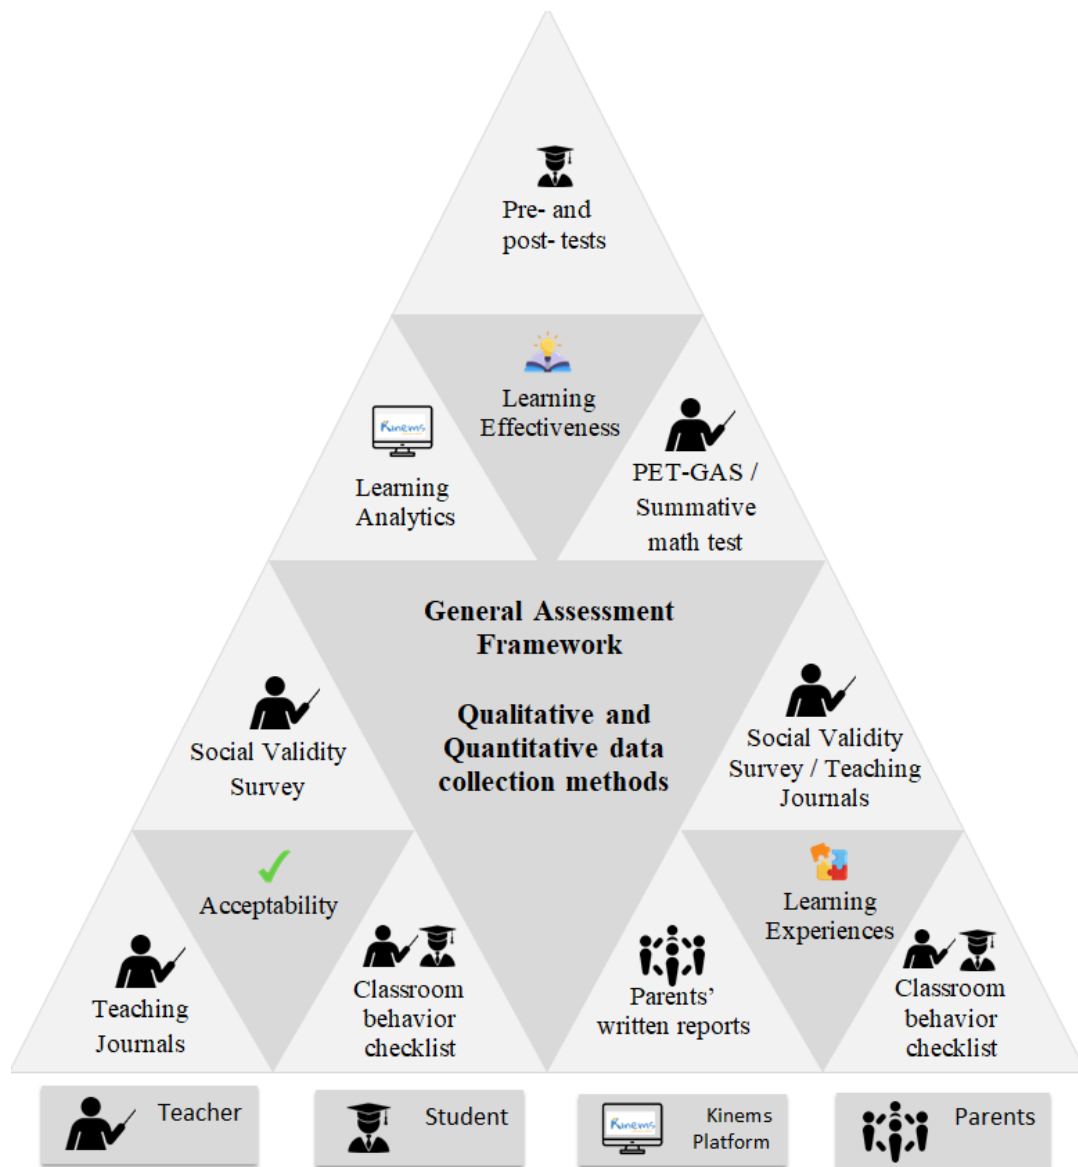 Pre- and
post- tests
Learning
Effectiveness
Kinems
Learning
Analytics
PET-GAS /
Summative
math test
General Assessment
Framework
Qualitative and
Quantitative data
collection methods
Social Validity
Survey
Social Validity
Survey / Teaching
Journals
Acceptability
Learning
Experiences
Teaching
Journals
Classroom
behavior
checklist
Parents'
written reports
Classroom
behavior
checklist
Teacher
Student
Kinems
Kinems
Platform
Parents